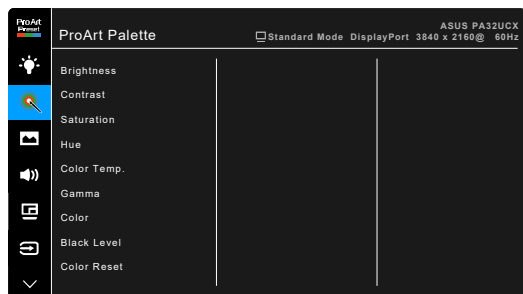 ProArt
Preset
ProArt Palette
ASUS PA32UCX
Standard Mode DisplayPort 3840 x 2160@ 60Hz
Brightness
Contrast
Saturation
Hue
Color Temp.
Gamma
Color
Black Level
Color Reset